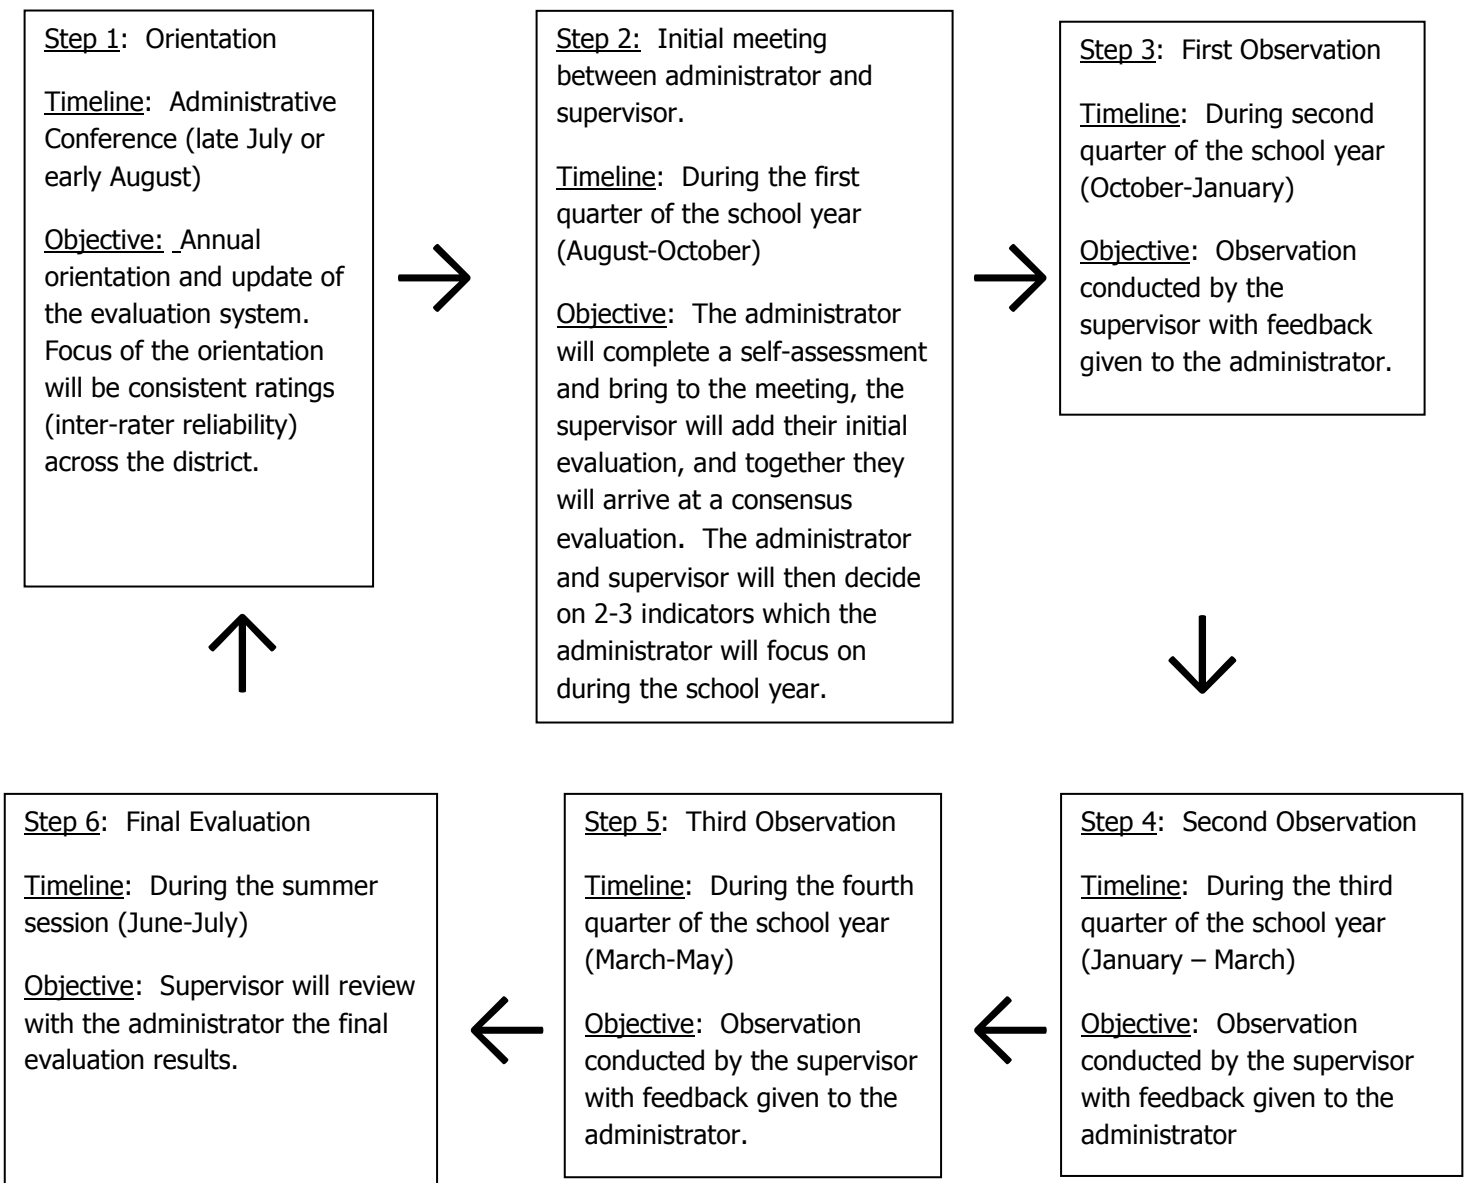 Step 1: Orientation
Timeline: Administrative
Conference (late July or
early August)
Objective: Annual
orientation and update of
the evaluation system.
Focus of the orientation
will be consistent ratings
(inter-rater reliability)
across the district.
Step 2: Initial meeting
between administrator and
supervisor.
Timeline: During the first
quarter of the school year
(August-October)
Objective: The administrator
will complete a self-assessment
and bring to the meeting, the
supervisor will add their initial
evaluation, and together they
will arrive at a consensus
evaluation. The administrator
and supervisor will then decide
on 2-3 indicators which the
administrator will focus on
during the school year.
Step 3: First Observation
Timeline: During second
quarter of the school year
(October-January)
Objective: Observation
conducted by the
supervisor with feedback
given to the administrator.
Step 4: Second Observation
Timeline: During the third
quarter of the school year
(January – March)
Objective: Observation
conducted by the supervisor
with feedback given to the
administrator
Step 5: Third Observation
Timeline: During the fourth
quarter of the school year
(March-May)
Objective: Observation
conducted by the supervisor
with feedback given to the
administrator.
Step 6: Final Evaluation
Timeline: During the summer
session (June-July)
Objective: Supervisor will review
with the administrator the final
evaluation results.